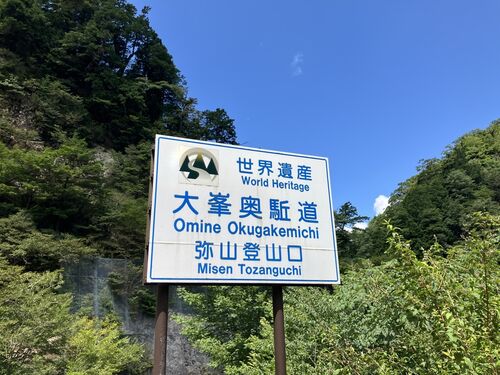 世界遺産
World Heritage
大峯奥駈道
Omine Okugakemichi
弥山登山口
Misen Tozanguchi